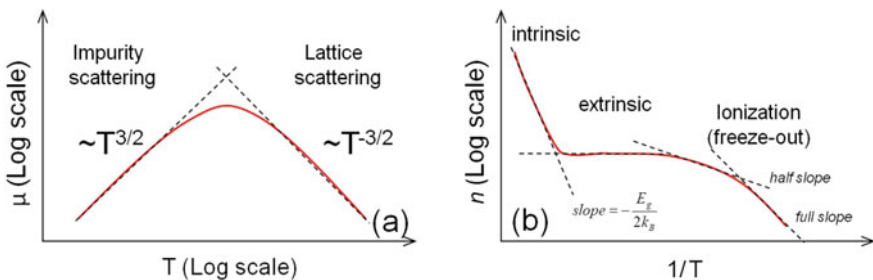 Impurity
scattering
Lattice
scattering
~T3/2
~T-3/2
μ (Log scale)
(a)
T (Log scale)
intrinsic
extrinsic
Ionization
(freeze-out)
n (Log scale)
half slope
full slope
slope = - Eg / 2kB
(b)
1/T